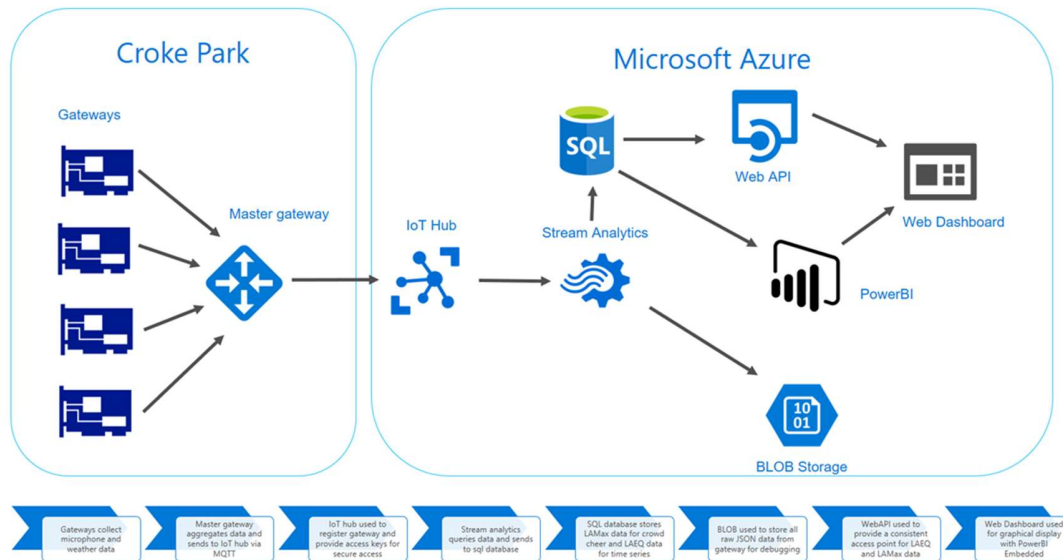 Croke Park
Microsoft Azure
Gateways
Master gateway
IoT Hub
SQL
Stream Analytics
Web API
Web Dashboard
PowerBI
10
01
BLOB Storage
Gateways collect
microphone and
weather data
Master gateway
aggregates data and
sends to IoT hub via
MQTT
IoT hub used to
register gateway and
provide access keys for
secure access
Stream analytics
queries data and sends
to sql database
SQL database stores
LAMax data for crowd
cheer and LAEQ data
for time series
BLOB used to store all
raw JSON data from
gateway for debugging
WebAPI used to
provide a consistent
access point for LAEQ
and LAMax data
Web Dashboard used
for graphical display
with PowerBI
Embedded